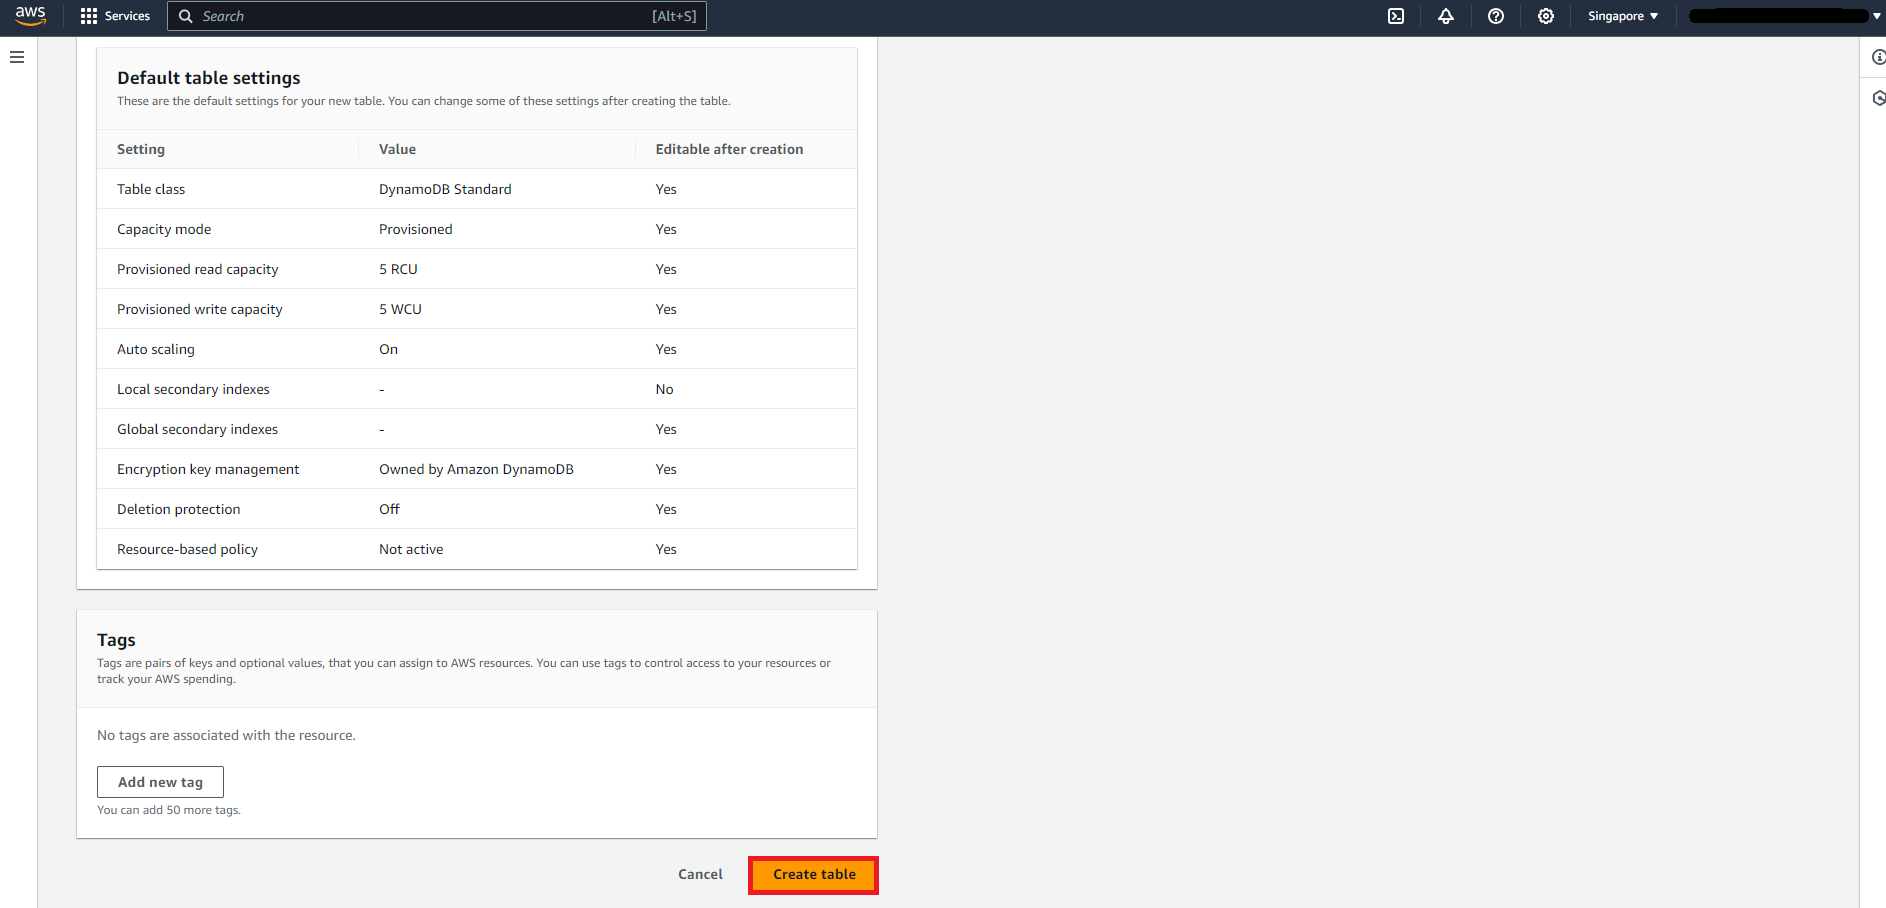 aws Services Search [Alt+S] Singapore
Default table settings
These are the default settings for your new table. You can change some of these settings after creating the table.
Setting Value Editable after creation
Table class DynamoDB Standard Yes
Capacity mode Provisioned Yes
Provisioned read capacity 5 RCU Yes
Provisioned write capacity 5 WCU Yes
Auto scaling On Yes
Local secondary indexes - No
Global secondary indexes - Yes
Encryption key management Owned by Amazon DynamoDB Yes
Deletion protection Off Yes
Resource-based policy Not active Yes
Tags
Tags are pairs of keys and optional values, that you can assign to AWS resources. You can use tags to control access to your resources or
track your AWS spending.
No tags are associated with the resource.
Add new tag
You can add 50 more tags.
Cancel Create table